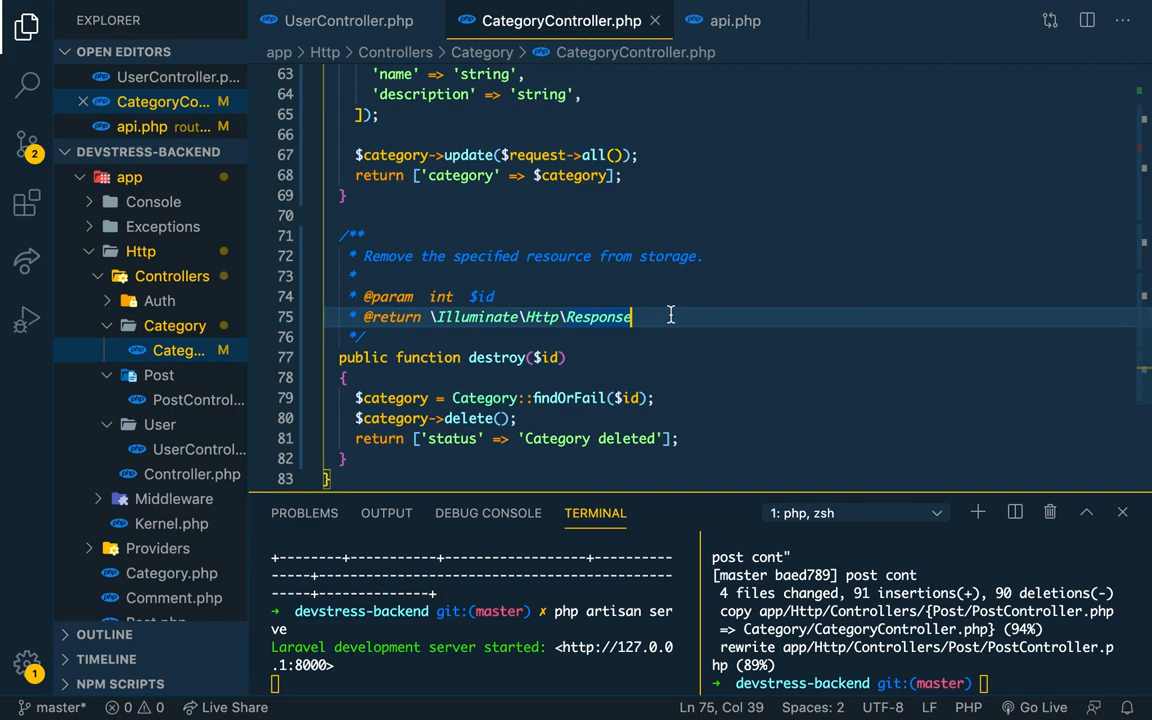 EXPLORER
UserController.php
CategoryController.php
api.php
OPEN EDITORS
UserController.p...
CategoryCo... M
api.php rout... M
DEVSTRESS-BACKEND
app
Console
Exceptions
Http
Controllers
Auth
Category
Categ... M
Post
PostControl...
User
UserControl...
Controller.php
Middleware
Kernel.php
Providers
Category.php
Comment.php
OUTLINE
TIMELINE
NPM SCRIPTS
2
1
app > Http > Controllers > Category > CategoryController.php
63 'name' => 'string',
64 'description' => 'string',
65 ]);
66
67 $category->update($request->all());
68 return ['category' => $category];
69 }
70
71 /**
72 * Remove the specified resource from storage.
73 *
74 * @param  int  $id
75 * @return \Illuminate\Http\Response
76 */
77 public function destroy($id)
78 {
79 $category = Category::findOrFail($id);
80 $category->delete();
81 return ['status' => 'Category deleted'];
82 }
83 }
PROBLEMS OUTPUT DEBUG CONSOLE TERMINAL
1: php, zsh
+--------+-----------+------------------+----------
-----+---------------------------------------------
-----+--------------+
→ devstress-backend git:(master) ✗ php artisan ser
ve
Laravel development server started: <http://127.0.0
.1:8000>
post cont"
[master baed789] post cont
4 files changed, 91 insertions(+), 90 deletions(-)
copy app/Http/Controllers/{Post/PostController.php
=> Category/CategoryController.php} (94%)
rewrite app/Http/Controllers/Post/PostController.p
hp (89%)
→ devstress-backend git:(master)
master* 0 0 Live Share
Ln 75, Col 39 Spaces: 2 UTF-8 LF PHP Go Live